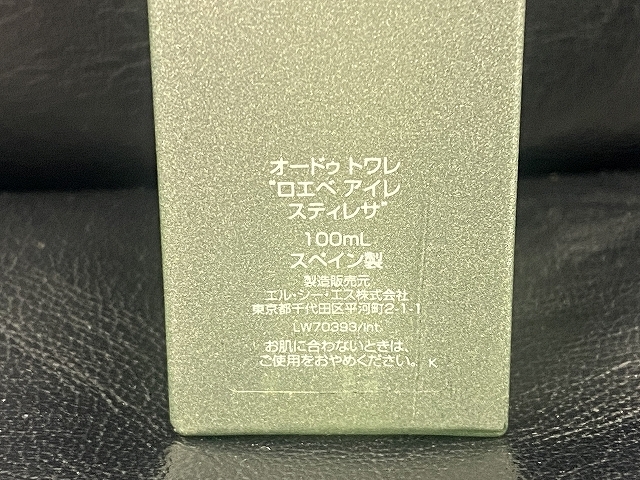 オードゥ トワレ
“ロエベ アイレ
スティレザ”
100mL
スペイン製
製造販売元
エル・シー・エス株式会社
東京都千代田区平河町2-1-1
LW70393/Int.
お肌に合わないときは、
ご使用をおやめください。 K